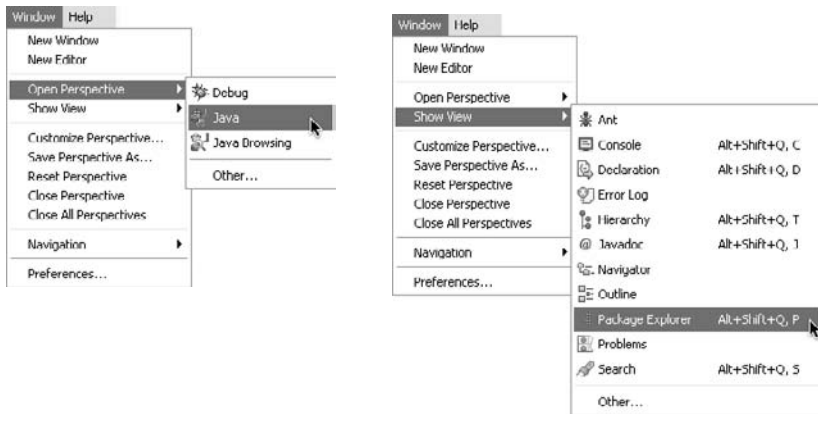 Window Help
New Window
New Editor
Open Perspective
Show View
Customize Perspective...
Save Perspective As...
Reset Perspective
Close Perspective
Close All Perspectives
Navigation
Preferences...
Debug
Java
Java Browsing
Other...
Window Help
New Window
New Editor
Open Perspective
Show View
Customize Perspective...
Save Perspective As...
Reset Perspective
Close Perspective
Close All Perspectives
Navigation
Preferences...
Ant
Console Alt+Shift+Q, C
Declaration Alt+Shift+Q, D
Error Log
Hierarchy Alt+Shift+Q, T
@ Javadoc Alt+Shift+Q, J
Navigator
Outline
Package Explorer Alt+Shift+Q, P
Problems
Search Alt+Shift+Q, S
Other...